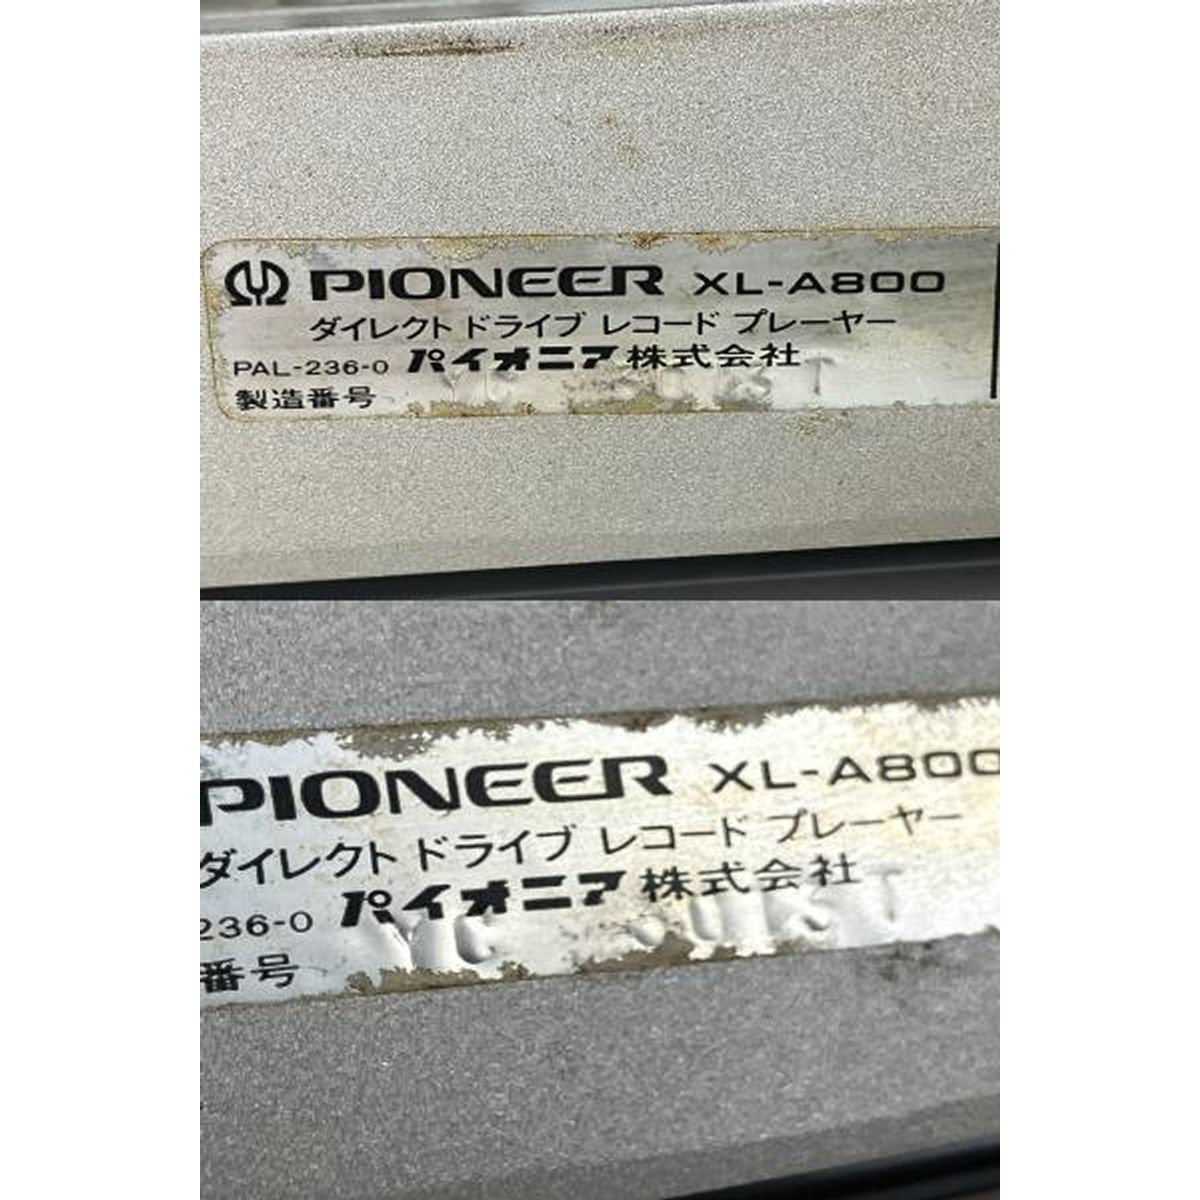 PIONEER XL-A800
ダイレクト ドライブ レコード プレーヤー
PAL-236-0 パイオニア株式会社
製造番号 YC
PIONEER XL-A800
ダイレクト ドライブ レコード プレーヤー
236-0 パイオニア株式会社
番号 YC